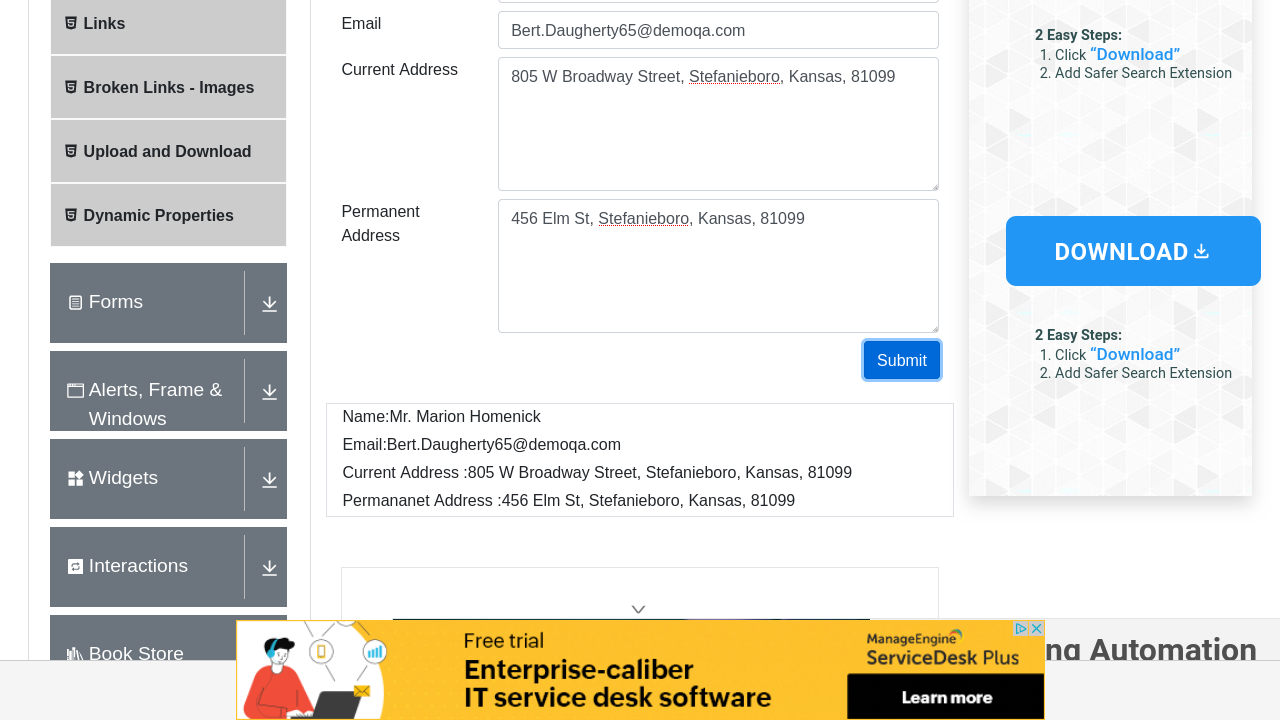 Links
Broken Links - Images
Upload and Download
Dynamic Properties
Forms
Alerts, Frame &
Windows
Widgets
Interactions
Book Store
Email
Bert.Daugherty65@demoqa.com
Current Address
805 W Broadway Street, Stefanieboro, Kansas, 81099
Permanent
Address
456 Elm St, Stefanieboro, Kansas, 81099
Submit
Name:Mr. Marion Homenick
Email:Bert.Daugherty65@demoqa.com
Current Address :805 W Broadway Street, Stefanieboro, Kansas, 81099
Permananet Address :456 Elm St, Stefanieboro, Kansas, 81099
2 Easy Steps:
1. Click “Download”
2. Add Safer Search Extension
DOWNLOAD
2 Easy Steps:
1. Click “Download”
2. Add Safer Search Extension
Automation
Free trial
Enterprise-caliber
IT service desk software
ManageEngine
ServiceDesk Plus
Learn more